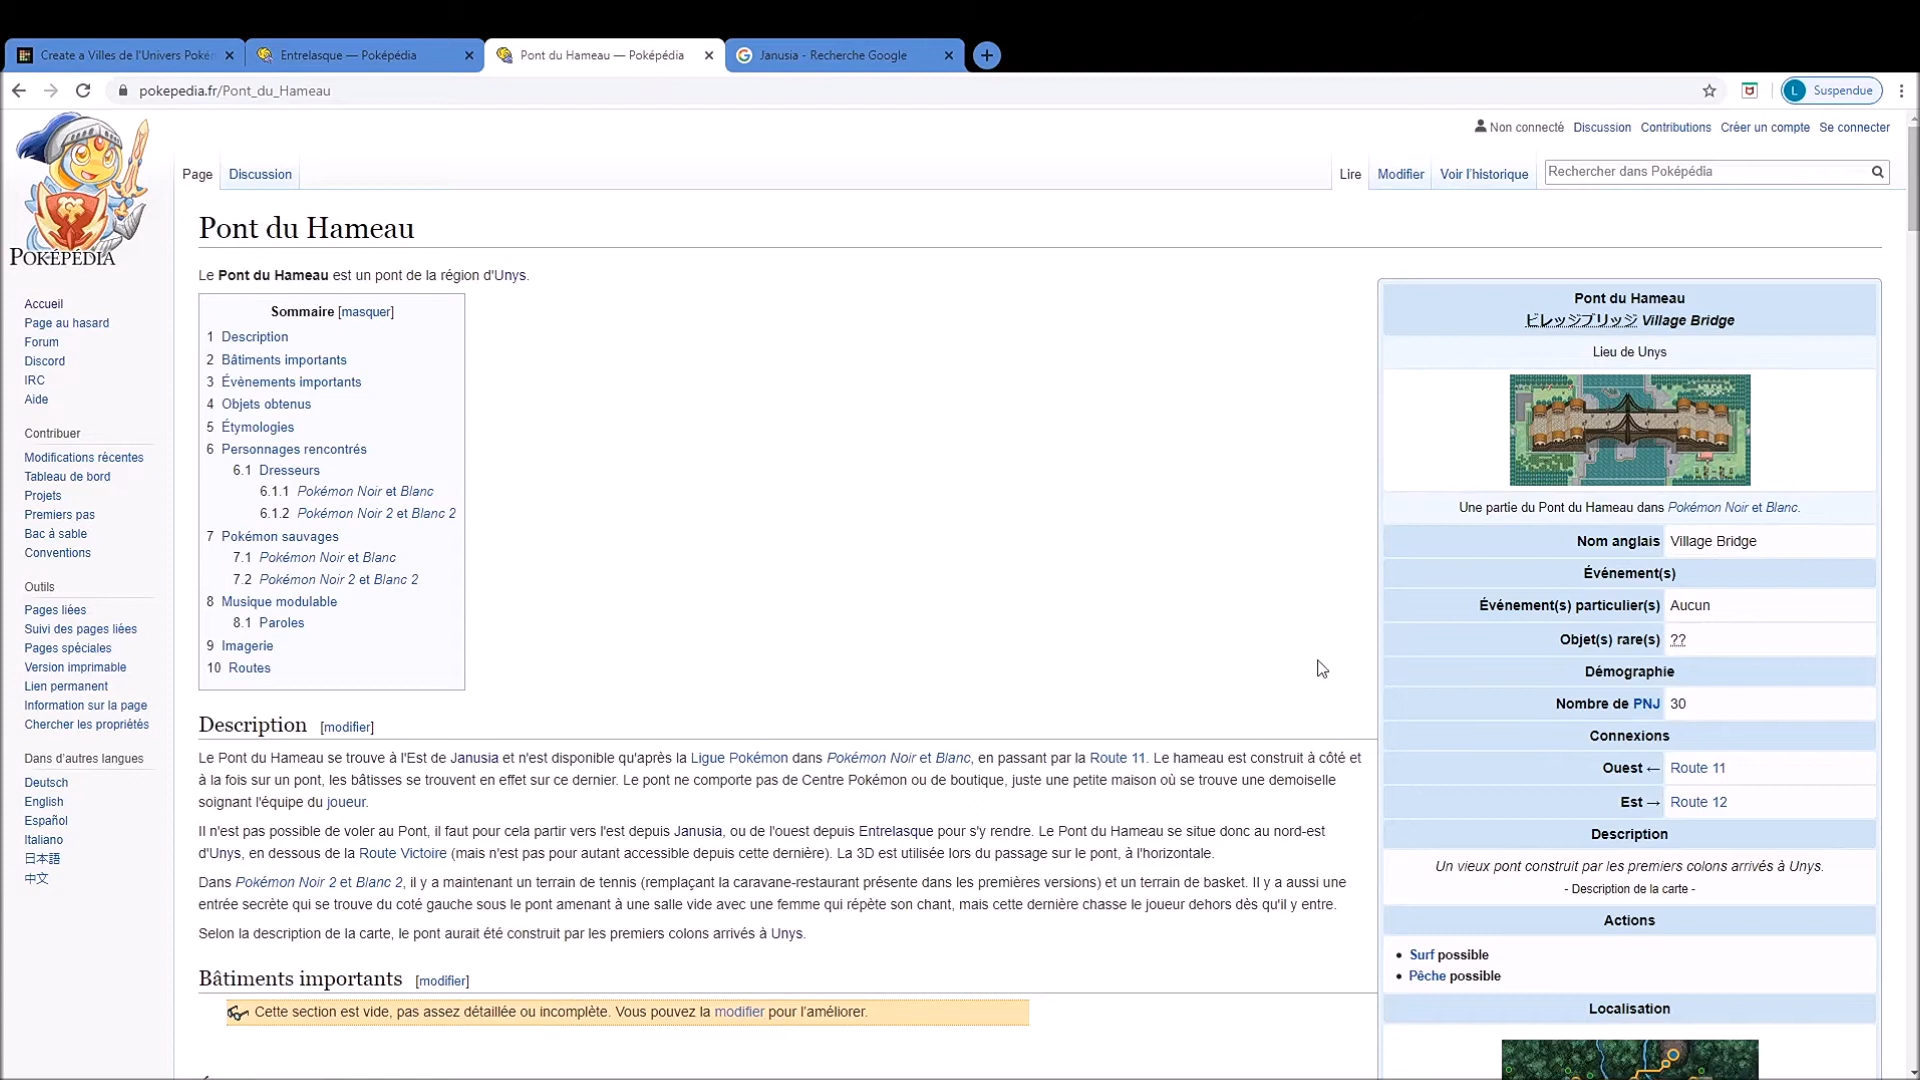 Create a Villes de l'Univers Poké
Entrelasque — Poképédia
Pont du Hameau — Poképédia
Janusia - Recherche Google
pokepedia.fr/Pont_du_Hameau
L
Suspendue
Non connecté
Discussion
Contributions
Créer un compte
Se connecter
POKÉPÉDIA
Page
Discussion
Lire
Modifier
Voir l'historique
Rechercher dans Poképédia
Accueil
Page au hasard
Forum
Discord
IRC
Aide
Contribuer
Modifications récentes
Tableau de bord
Projets
Premiers pas
Bac à sable
Conventions
Outils
Pages liées
Suivi des pages liées
Pages spéciales
Version imprimable
Lien permanent
Information sur la page
Chercher les propriétés
Dans d'autres langues
Deutsch
English
Español
Italiano
日本語
中文
Pont du Hameau
Le Pont du Hameau est un pont de la région d'Unys.
Sommaire [masquer]
1 Description
2 Bâtiments importants
3 Évènements importants
4 Objets obtenus
5 Étymologies
6 Personnages rencontrés
6.1 Dresseurs
6.1.1 Pokémon Noir et Blanc
6.1.2 Pokémon Noir 2 et Blanc 2
7 Pokémon sauvages
7.1 Pokémon Noir et Blanc
7.2 Pokémon Noir 2 et Blanc 2
8 Musique modulable
8.1 Paroles
9 Imagerie
10 Routes
Description [modifier]
Le Pont du Hameau se trouve à l'Est de Janusia et n'est disponible qu'après la Ligue Pokémon dans Pokémon Noir et Blanc, en passant par la Route 11. Le hameau est construit à côté et
à la fois sur un pont, les bâtisses se trouvent en effet sur ce dernier. Le pont ne comporte pas de Centre Pokémon ou de boutique, juste une petite maison où se trouve une demoiselle
soignant l'équipe du joueur.
Il n'est pas possible de voler au Pont, il faut pour cela partir vers l'est depuis Janusia, ou de l'ouest depuis Entrelasque pour s'y rendre. Le Pont du Hameau se situe donc au nord-est
d'Unys, en dessous de la Route Victoire (mais n'est pas pour autant accessible depuis cette dernière). La 3D est utilisée lors du passage sur le pont, à l'horizontale.
Dans Pokémon Noir 2 et Blanc 2, il y a maintenant un terrain de tennis (remplaçant la caravane-restaurant présente dans les premières versions) et un terrain de basket. Il y a aussi une
entrée secrète qui se trouve du coté gauche sous le pont amenant à une salle vide avec une femme qui répète son chant, mais cette dernière chasse le joueur dehors dès qu'il y entre.
Selon la description de la carte, le pont aurait été construit par les premiers colons arrivés à Unys.
Bâtiments importants [modifier]
Cette section est vide, pas assez détaillée ou incomplète. Vous pouvez la modifier pour l'améliorer.
Pont du Hameau
ビレッジブリッジ Village Bridge
Lieu de Unys
Une partie du Pont du Hameau dans Pokémon Noir et Blanc.
Nom anglais Village Bridge
Événement(s)
Événement(s) particulier(s) Aucun
Objet(s) rare(s) ??
Démographie
Nombre de PNJ 30
Connexions
Ouest ← Route 11
Est → Route 12
Description
Un vieux pont construit par les premiers colons arrivés à Unys.
- Description de la carte -
Actions
• Surf possible
• Pêche possible
Localisation